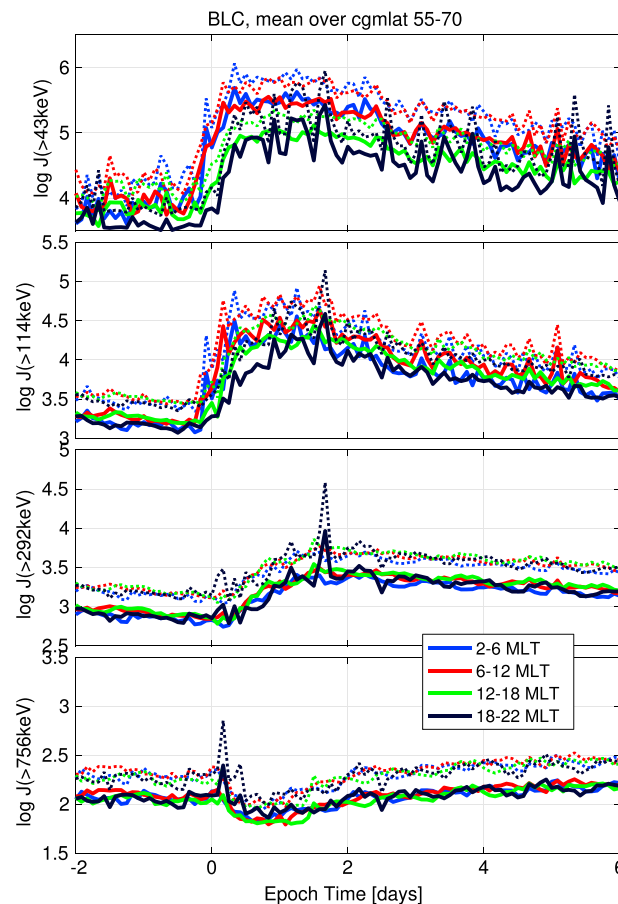 BLC, mean over cgmlat 55-70
log J(>43keV)
6
5
4
log J(>114keV)
5.5
5
4.5
4
3.5
3
log J(>292keV)
5
4.5
4
3.5
3
2.5
log J(>756keV)
3.5
3
2.5
2
1.5
2-6 MLT
6-12 MLT
12-18 MLT
18-22 MLT
-2 0 2 4 6
Epoch Time [days]